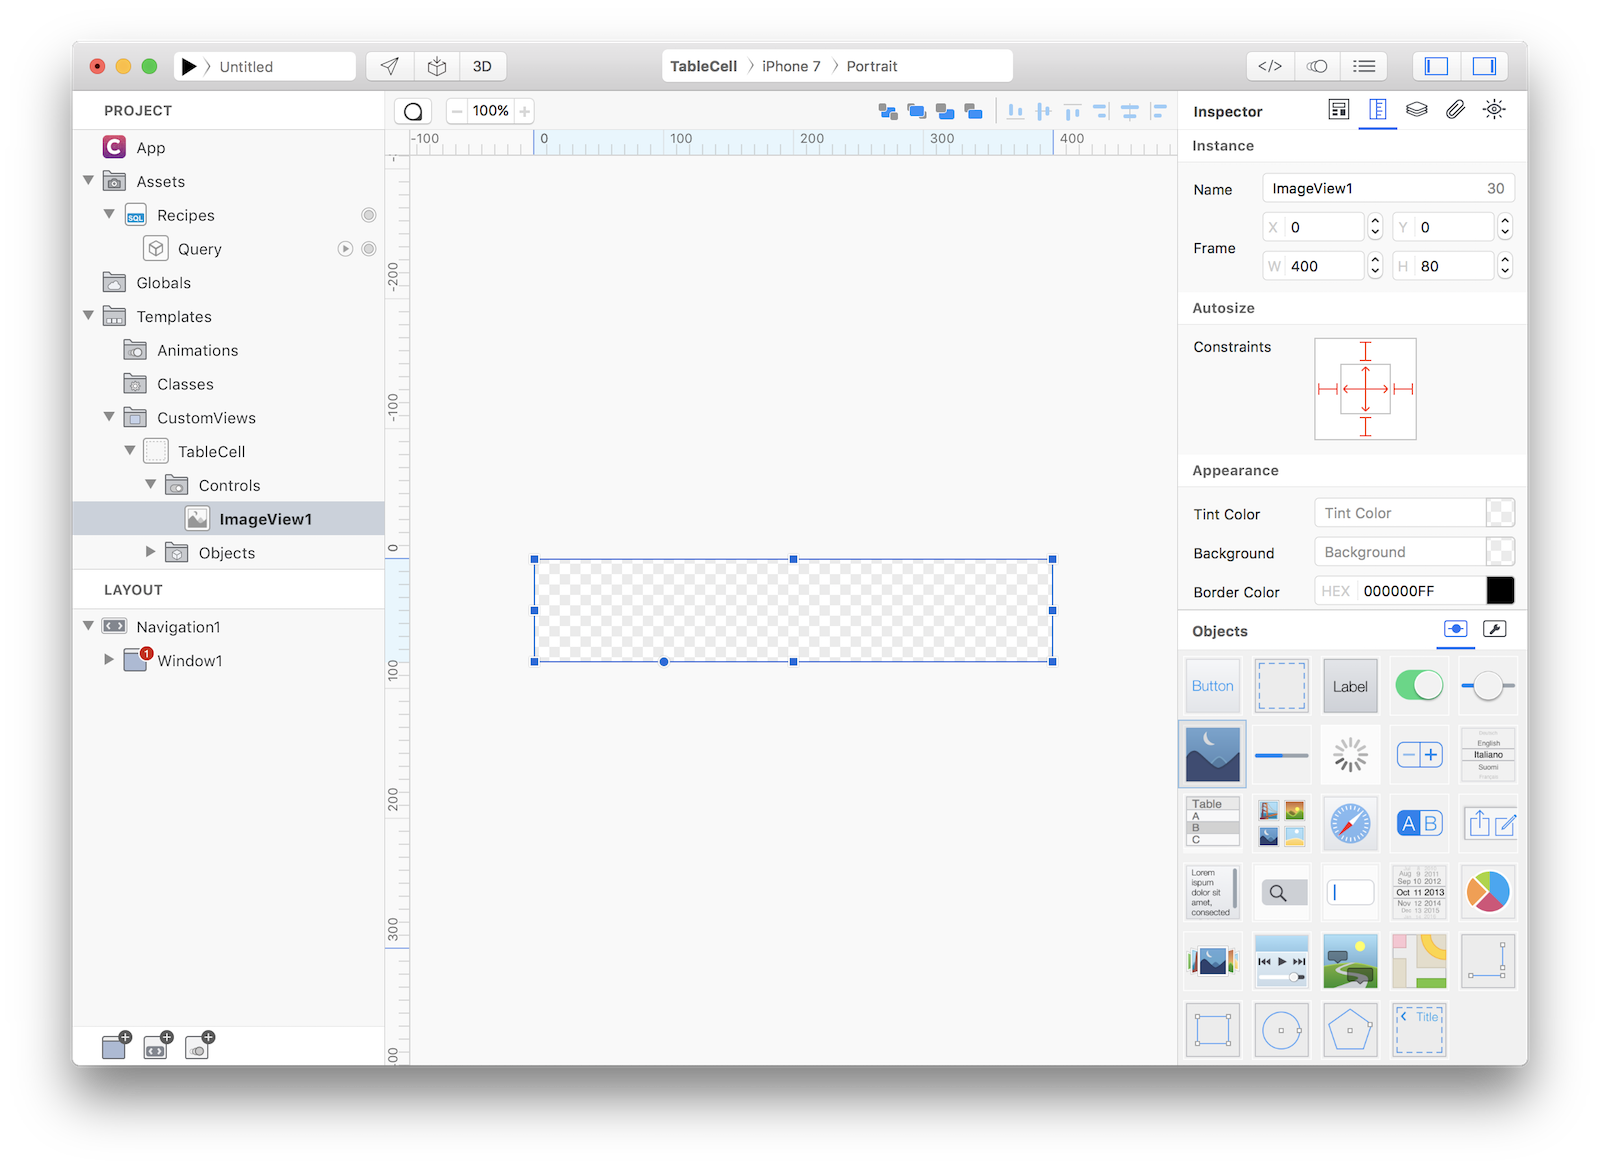 Untitled
3D
TableCell
iPhone 7
Portrait
</>
PROJECT
C
App
Assets
SQL
Recipes
Query
Globals
Templates
Animations
Classes
CustomViews
TableCell
Controls
ImageView1
Objects
LAYOUT
Navigation1
1
Window1
− 100% +
-100
0
100
200
300
400
-200
-100
0
100
200
300
00
Inspector
Instance
Name
ImageView1
30
Frame
X 0
Y 0
W 400
H 80
Autosize
Constraints
Appearance
Tint Color
Tint Color
Background
Background
Border Color
HEX 000000FF
Objects
Button
Label
Deutsch
English
Italiano
Suomi
Français
Table
A
B
C
A B
Lorem
ispum
dolor sit
amet,
consected
Aug 9 2011
Sep 10 2012
Oct 11 2013
Nov 12 2014
Dec 13 2015
Title